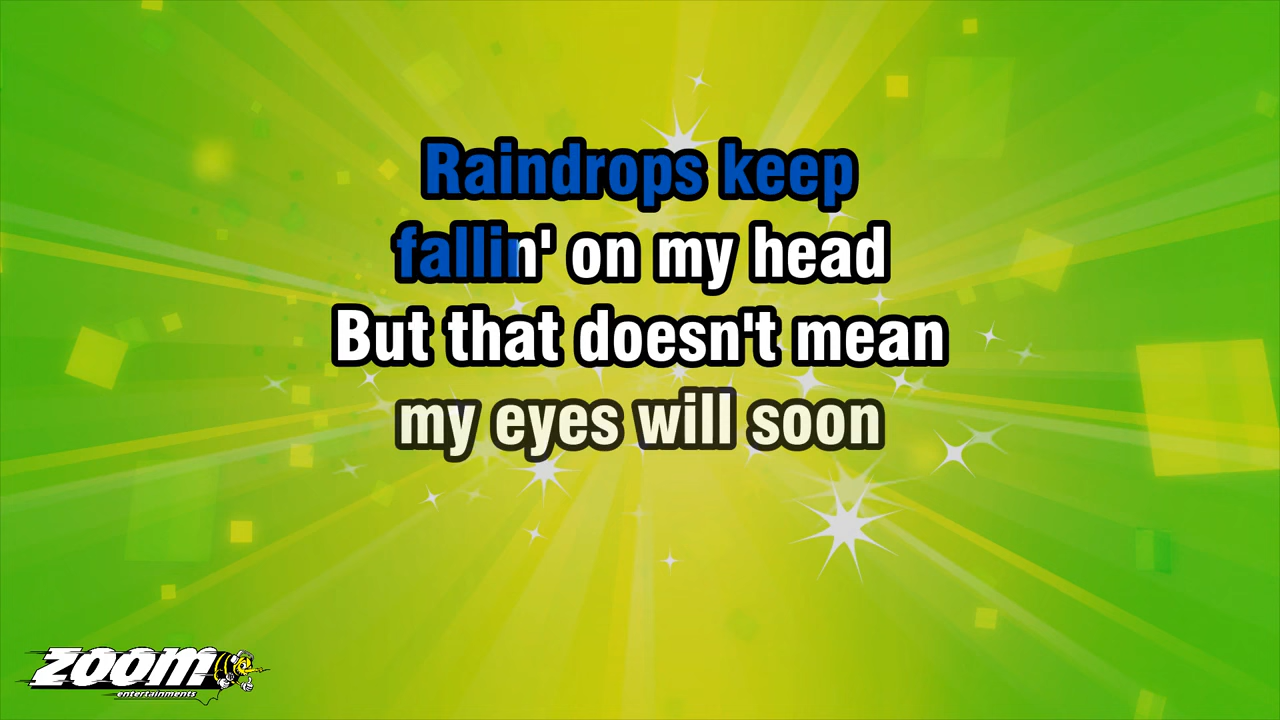 Raindrops keep
fallin' on my head
But that doesn't mean
my eyes will soon
zoom
entertainments